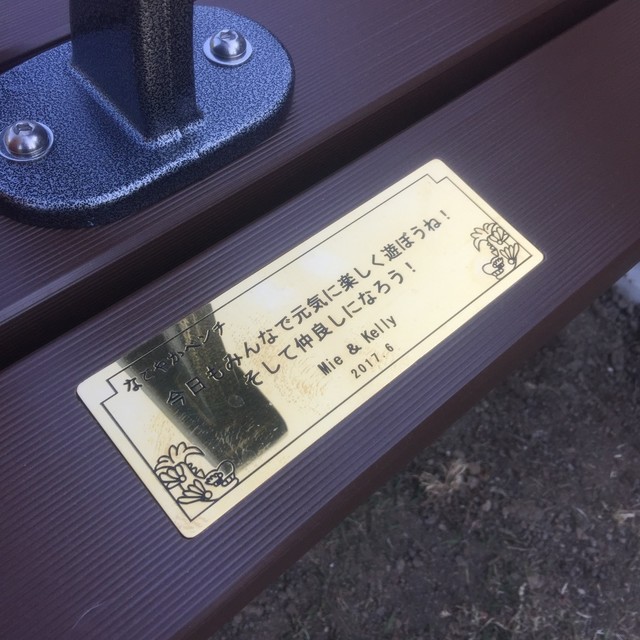 なごやかベンチ
今日もみんなで元気に楽しく遊ぼうね！
そして仲良しになろう！
Mie & Kelly
2017.6